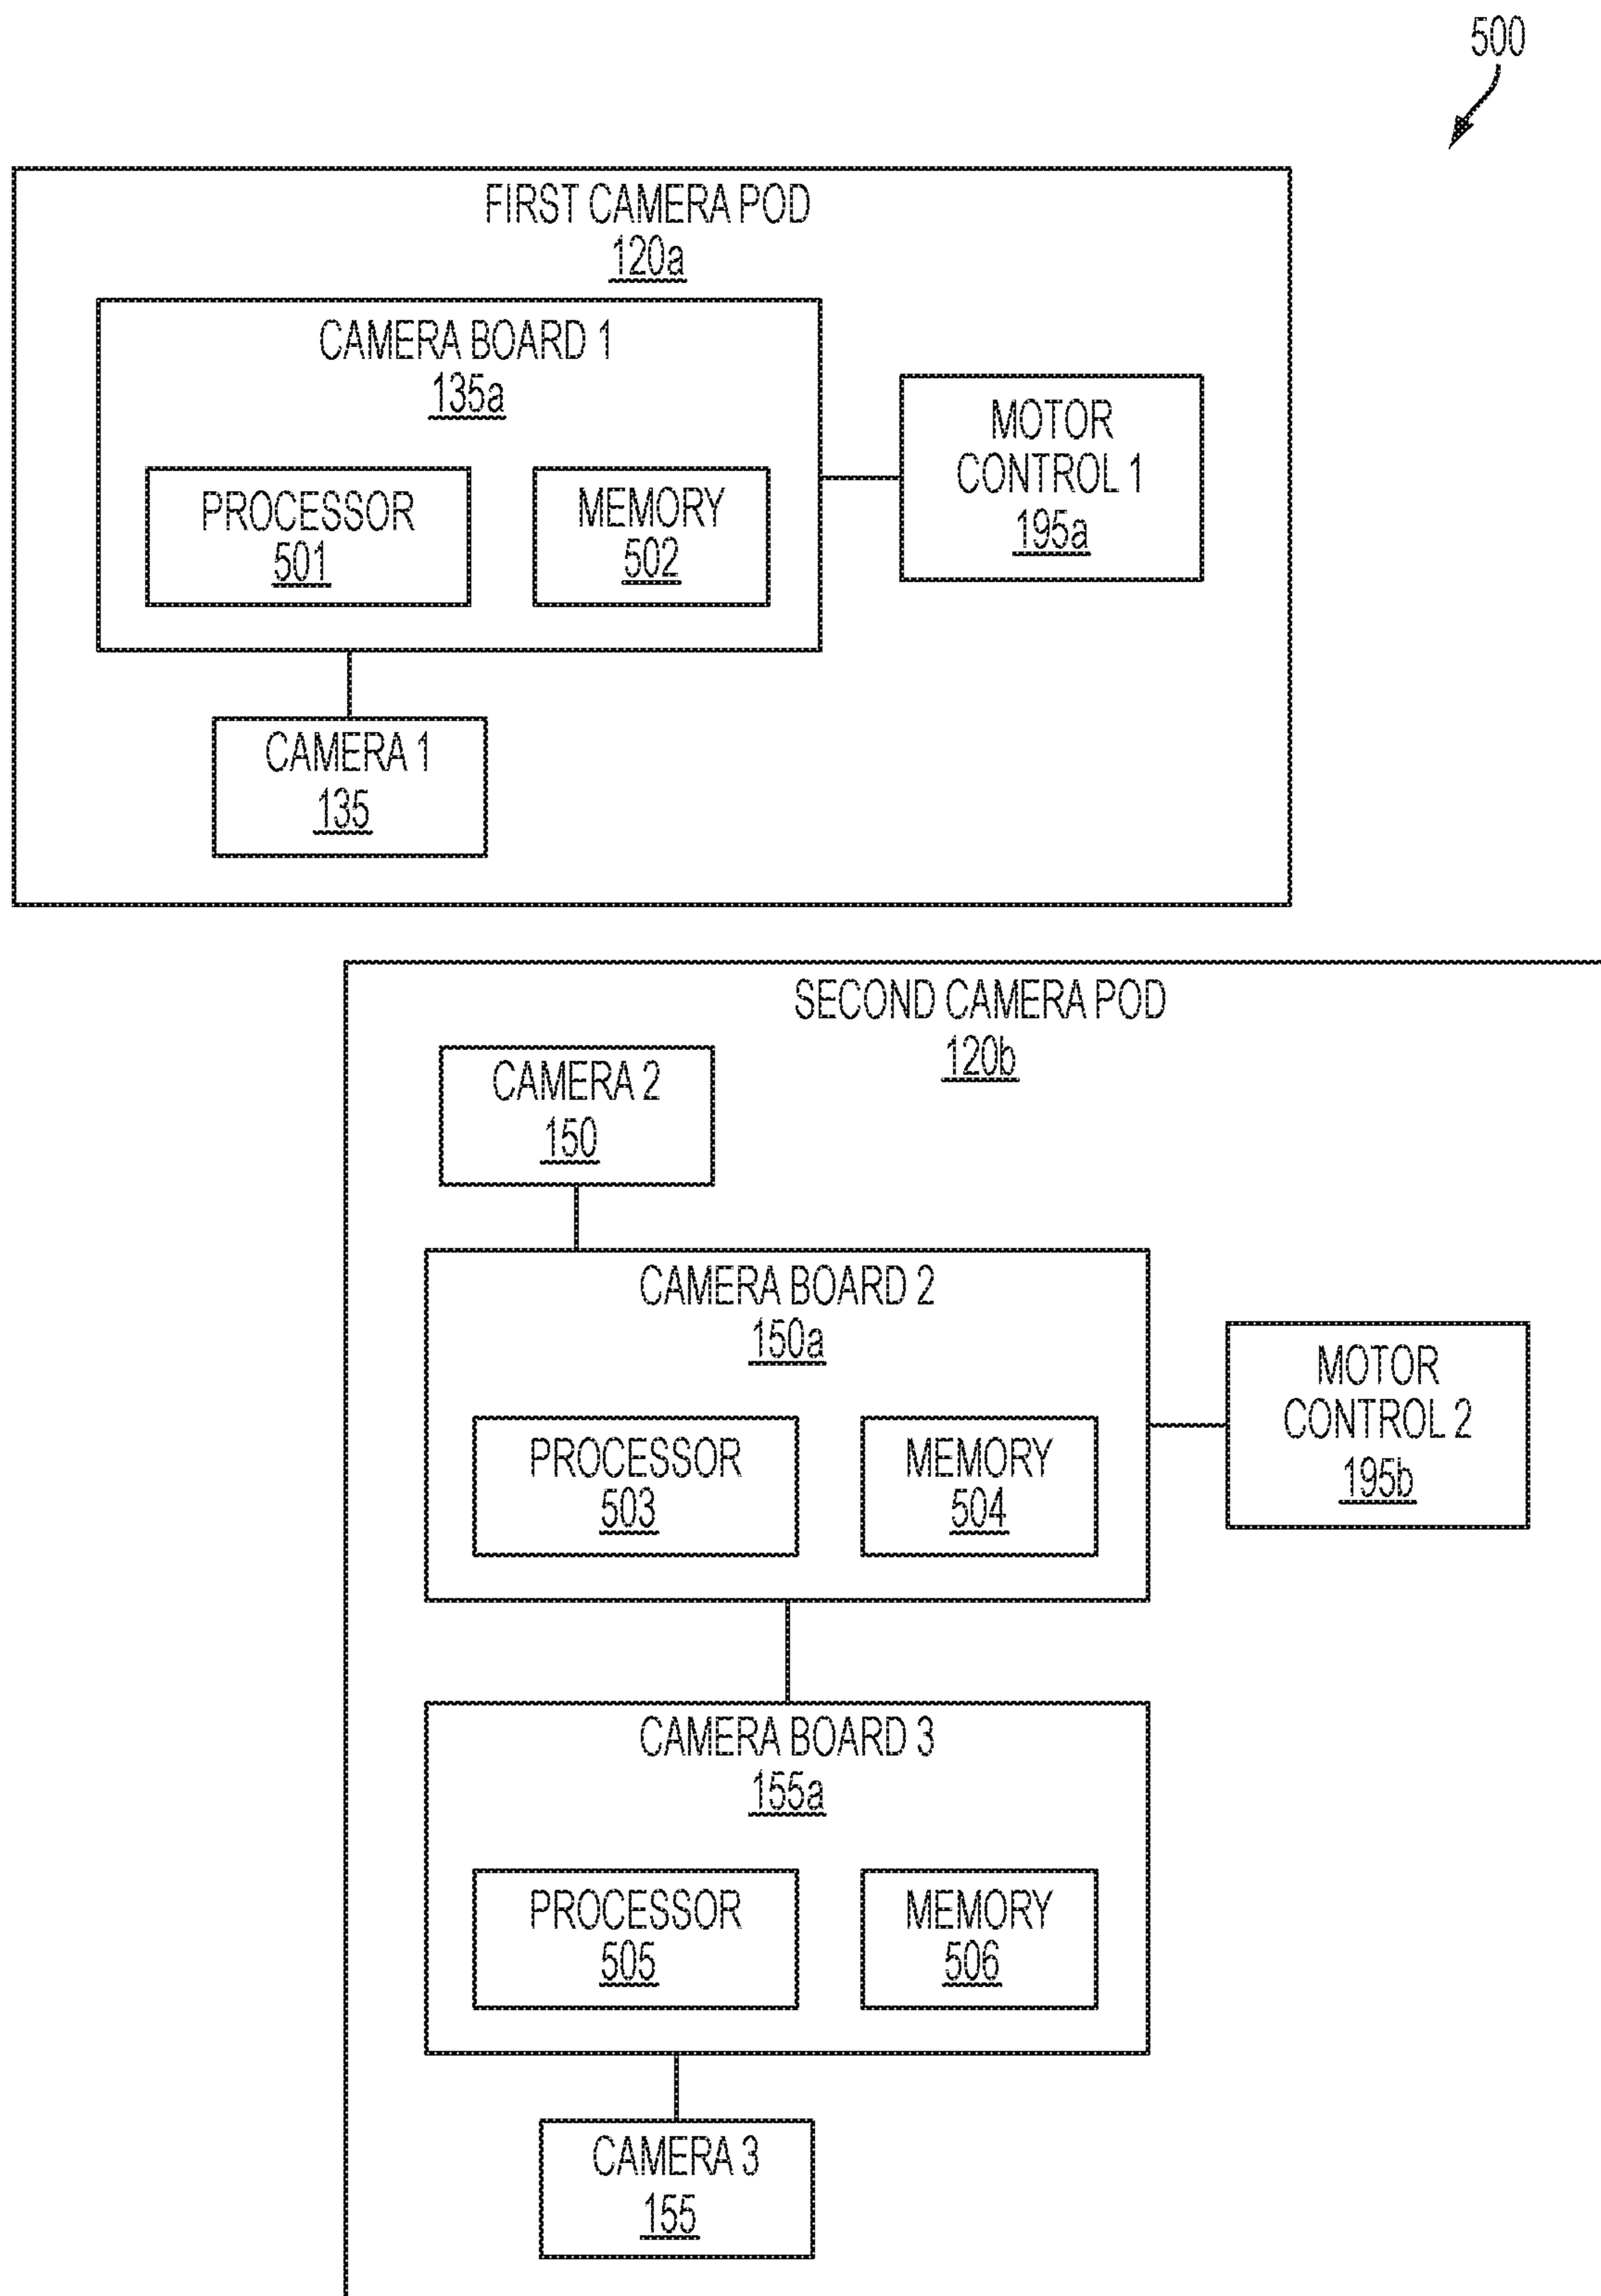 500
FIRST CAMERA POD
120a
CAMERA BOARD 1
135a
PROCESSOR
501
MEMORY
502
MOTOR
CONTROL 1
195a
CAMERA 1
135
SECOND CAMERA POD
120b
CAMERA 2
150
CAMERA BOARD 2
150a
PROCESSOR
503
MEMORY
504
MOTOR
CONTROL 2
195b
CAMERA BOARD 3
155a
PROCESSOR
505
MEMORY
506
CAMERA 3
155